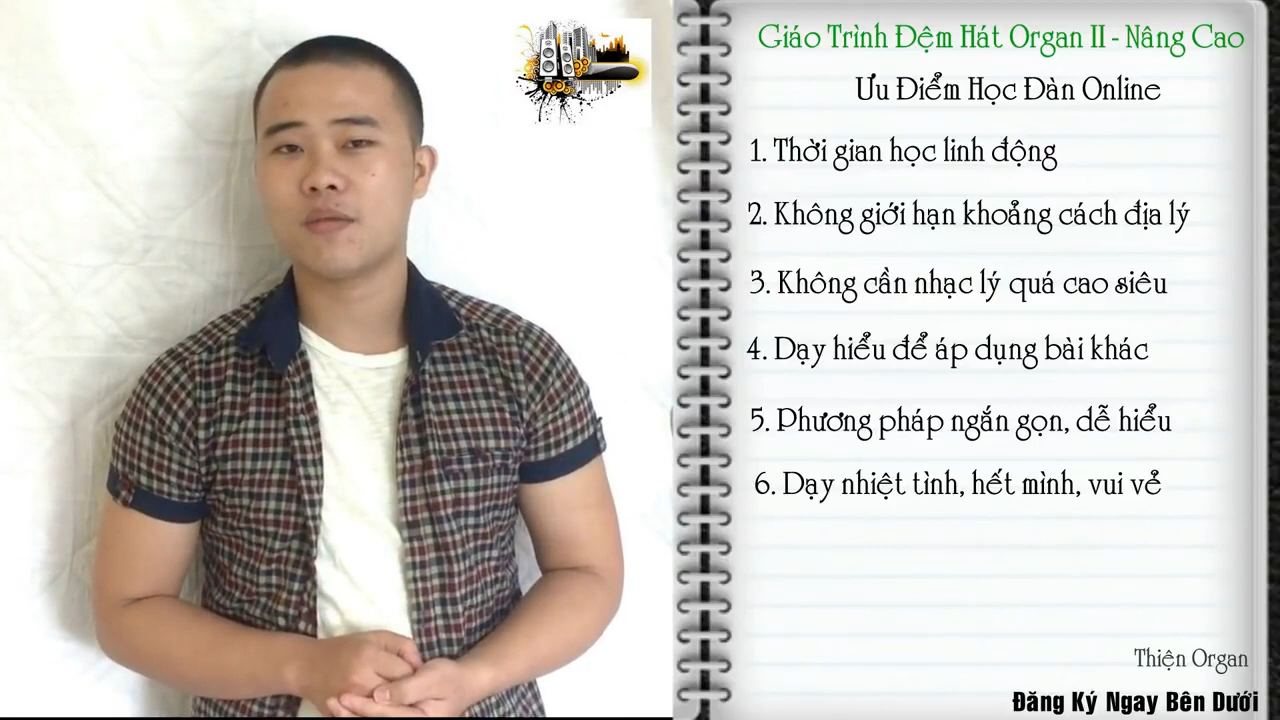 Giáo Trình Đệm Hát Organ II - Nâng Cao
Ưu Điểm Học Đàn Online
1. Thời gian học linh động
2. Không giới hạn khoảng cách địa lý
3. Không cần nhạc lý quá cao siêu
4. Dạy hiểu để áp dụng bài khác
5. Phương pháp ngắn gọn, dễ hiểu
6. Dạy nhiệt tình, hết mình, vui vẻ
Thiện Organ
Đăng Ký Ngay Bên Dưới